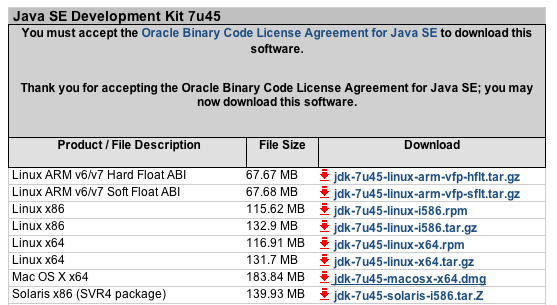 Java SE Development Kit 7u45
You must accept the Oracle Binary Code License Agreement for Java SE to download this
software.
Thank you for accepting the Oracle Binary Code License Agreement for Java SE; you may
now download this software.
Product / File Description File Size Download
Linux ARM v6/v7 Hard Float ABI 67.67 MB jdk-7u45-linux-arm-vfp-hflt.tar.gz
Linux ARM v6/v7 Soft Float ABI 67.68 MB jdk-7u45-linux-arm-vfp-sflt.tar.gz
Linux x86 115.62 MB jdk-7u45-linux-i586.rpm
Linux x86 132.9 MB jdk-7u45-linux-i586.tar.gz
Linux x64 116.91 MB jdk-7u45-linux-x64.rpm
Linux x64 131.7 MB jdk-7u45-linux-x64.tar.gz
Mac OS X x64 183.84 MB jdk-7u45-macosx-x64.dmg
Solaris x86 (SVR4 package) 139.93 MB jdk-7u45-solaris-i586.tar.Z